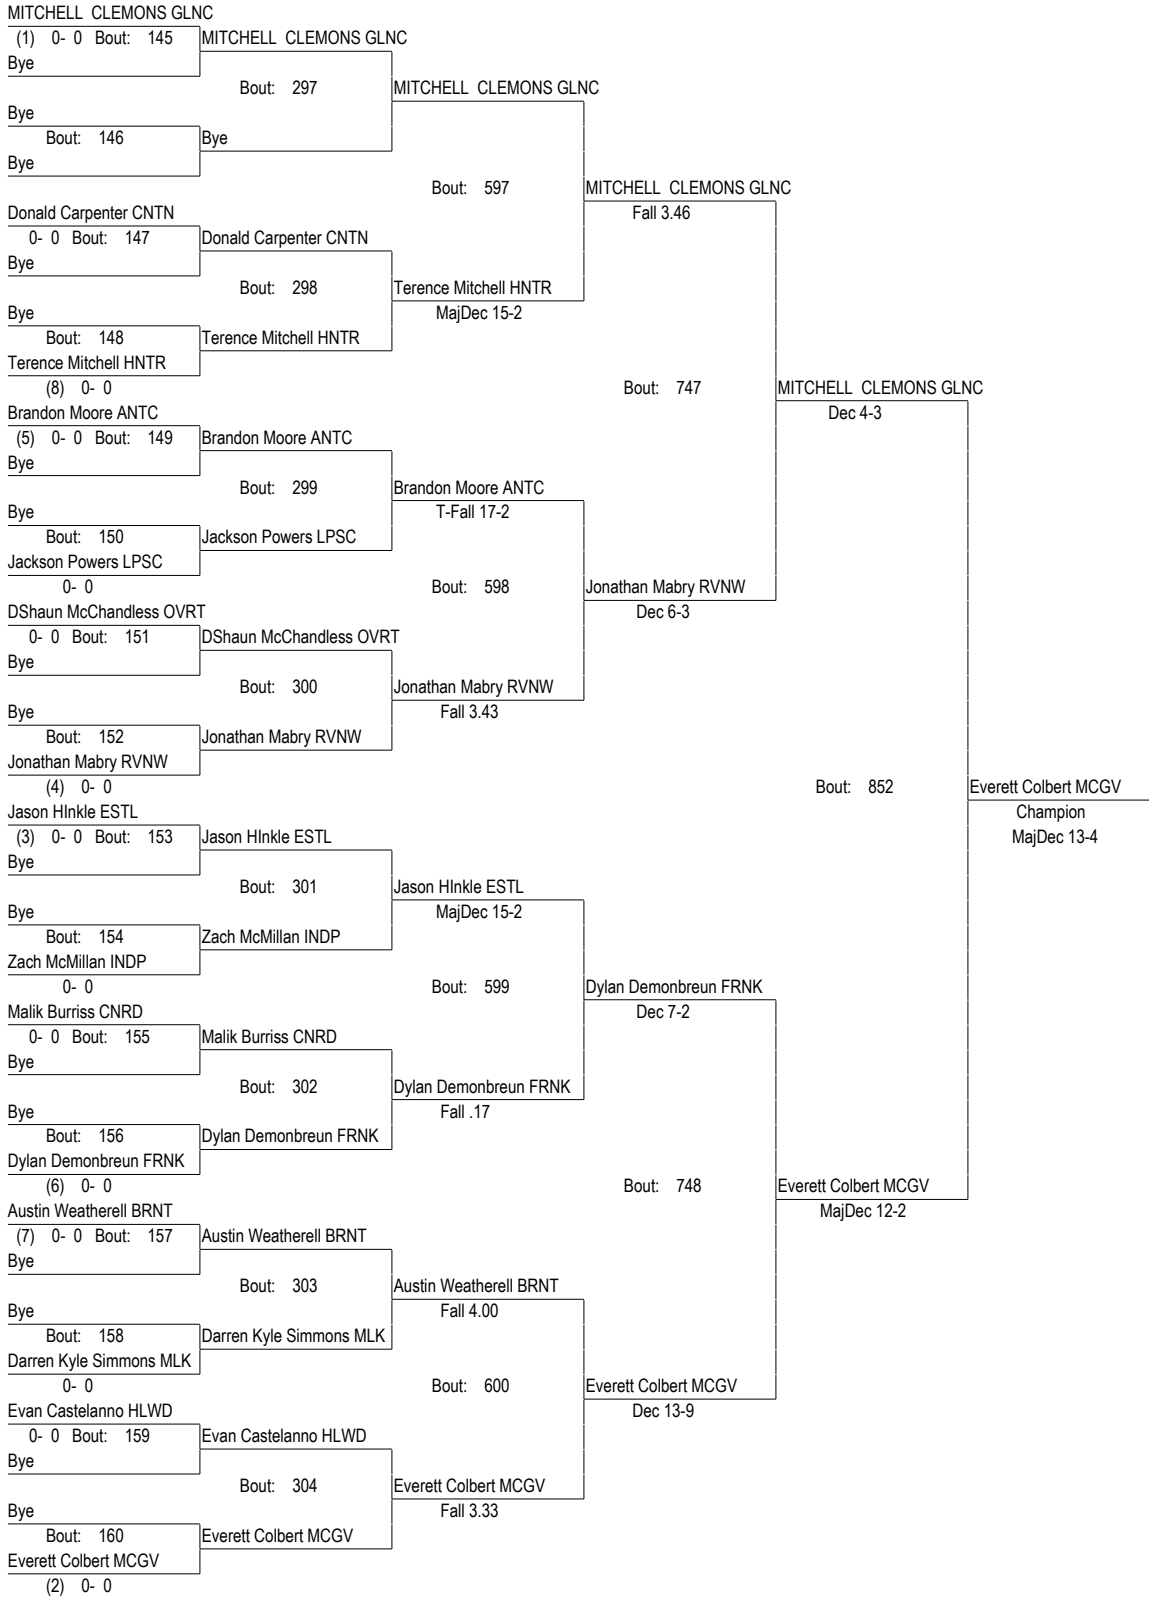 MITCHELL  CLEMONS GLNC
(1)  0- 0  Bout:  145  MITCHELL  CLEMONS GLNC
Bye
Bout:  297  MITCHELL  CLEMONS GLNC
Bye
Bout:  146  Bye
Bye
Bout:  597  MITCHELL  CLEMONS GLNC
Donald Carpenter CNTN  Fall 3.46
0- 0  Bout:  147  Donald Carpenter CNTN
Bye
Bout:  298  Terence Mitchell HNTR
Bye  MajDec 15-2
Bout:  148  Terence Mitchell HNTR
Terence Mitchell HNTR
(8)  0- 0  Bout:  747  MITCHELL  CLEMONS GLNC
Brandon Moore ANTC  Dec 4-3
(5)  0- 0  Bout:  149  Brandon Moore ANTC
Bye
Bout:  299  Brandon Moore ANTC
Bye  T-Fall 17-2
Bout:  150  Jackson Powers LPSC
Jackson Powers LPSC
0- 0  Bout:  598  Jonathan Mabry RVNW
DShaun McChandless OVRT  Dec 6-3
0- 0  Bout:  151  DShaun McChandless OVRT
Bye
Bout:  300  Jonathan Mabry RVNW
Bye  Fall 3.43
Bout:  152  Jonathan Mabry RVNW
Jonathan Mabry RVNW
(4)  0- 0  Bout:  852  Everett Colbert MCGV
Jason HInkle ESTL  Champion
(3)  0- 0  Bout:  153  Jason HInkle ESTL  MajDec 13-4
Bye
Bout:  301  Jason HInkle ESTL
Bye  MajDec 15-2
Bout:  154  Zach McMillan INDP
Zach McMillan INDP
0- 0  Bout:  599  Dylan Demonbreun FRNK
Malik Burriss CNRD  Dec 7-2
0- 0  Bout:  155  Malik Burriss CNRD
Bye
Bout:  302  Dylan Demonbreun FRNK
Bye  Fall .17
Bout:  156  Dylan Demonbreun FRNK
Dylan Demonbreun FRNK
(6)  0- 0  Bout:  748  Everett Colbert MCGV
Austin Weatherell BRNT  MajDec 12-2
(7)  0- 0  Bout:  157  Austin Weatherell BRNT
Bye
Bout:  303  Austin Weatherell BRNT
Bye  Fall 4.00
Bout:  158  Darren Kyle Simmons MLK
Darren Kyle Simmons MLK
0- 0  Bout:  600  Everett Colbert MCGV
Evan Castelanno HLWD  Dec 13-9
0- 0  Bout:  159  Evan Castelanno HLWD
Bye
Bout:  304  Everett Colbert MCGV
Bye  Fall 3.33
Bout:  160  Everett Colbert MCGV
Everett Colbert MCGV
(2)  0- 0